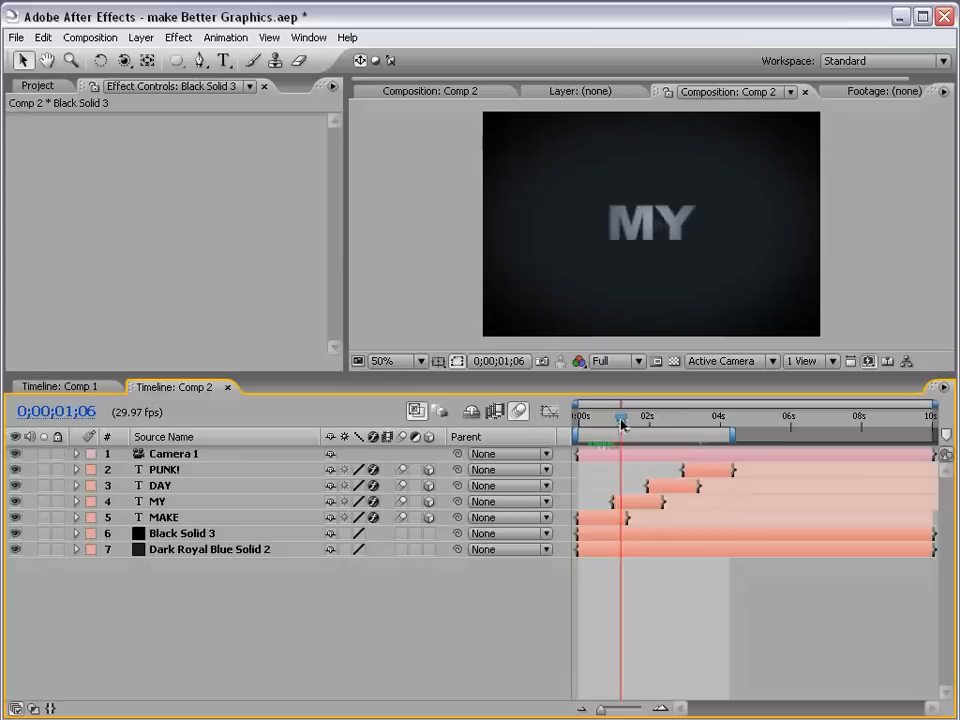 Adobe After Effects - make Better Graphics.aep *
File Edit Composition Layer Effect Animation View Window Help
Workspace: Standard
Project Effect Controls: Black Solid 3
Composition: Comp 2 Layer: (none) Composition: Comp 2 Footage: (none)
Comp 2 * Black Solid 3
MY
50% 0;00;01;06 Full Active Camera 1 View
Timeline: Comp 1 Timeline: Comp 2
0;00;01;06 (29.97 fps)
:00s 02s 04s 06s 08s 10s
# Source Name Parent
1 Camera 1 None
2 T PUNK! None
3 T DAY None
4 T MY None
5 T MAKE None
6 Black Solid 3 None
7 Dark Royal Blue Solid 2 None